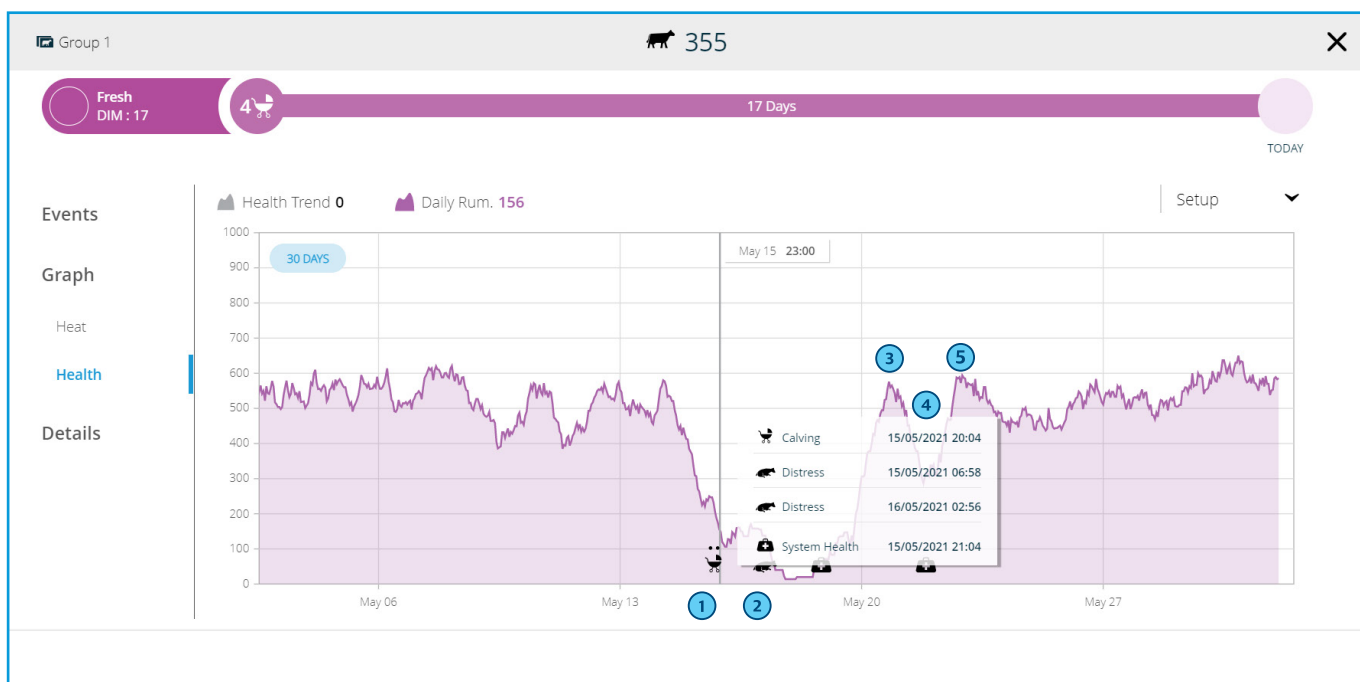 Group 1
355
Fresh
DIM : 17
4
17 Days
TODAY
Events
Graph
Heat
Health
Details
Health Trend 0
Daily Rum. 156
Setup
30 DAYS
May 15 23:00
1000
900
800
700
600
500
400
300
200
100
0
3
5
4
Calving 15/05/2021 20:04
Distress 15/05/2021 06:58
Distress 16/05/2021 02:56
System Health 15/05/2021 21:04
May 06
May 13
1
2
May 20
May 27